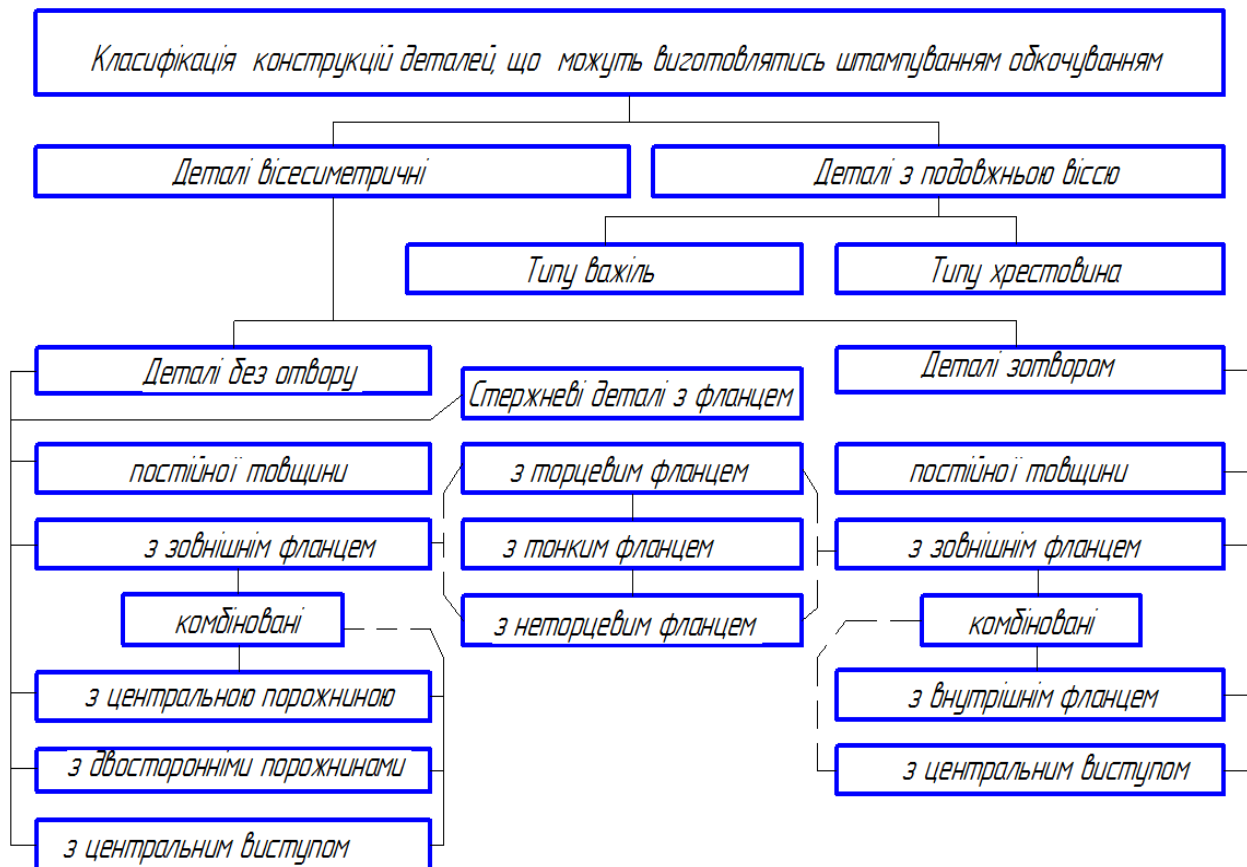 Класифікація конструкцій деталей, що можуть виготовлятись штампуванням обкочуванням
Деталі вісесиметричні
Деталі з подовжньою віссю
Типу важіль
Типу хрестовина
Деталі без отвору
Стержневі деталі з фланцем
Деталі зотвором
постійної товщини
з торцевим фланцем
постійної товщини
з зовнішнім фланцем
з тонким фланцем
з зовнішнім фланцем
комбіновані
з неторцевим фланцем
комбіновані
з центральною порожниною
з внутрішнім фланцем
з двосторонніми порожнинами
з центральним виступом
з центральним виступом